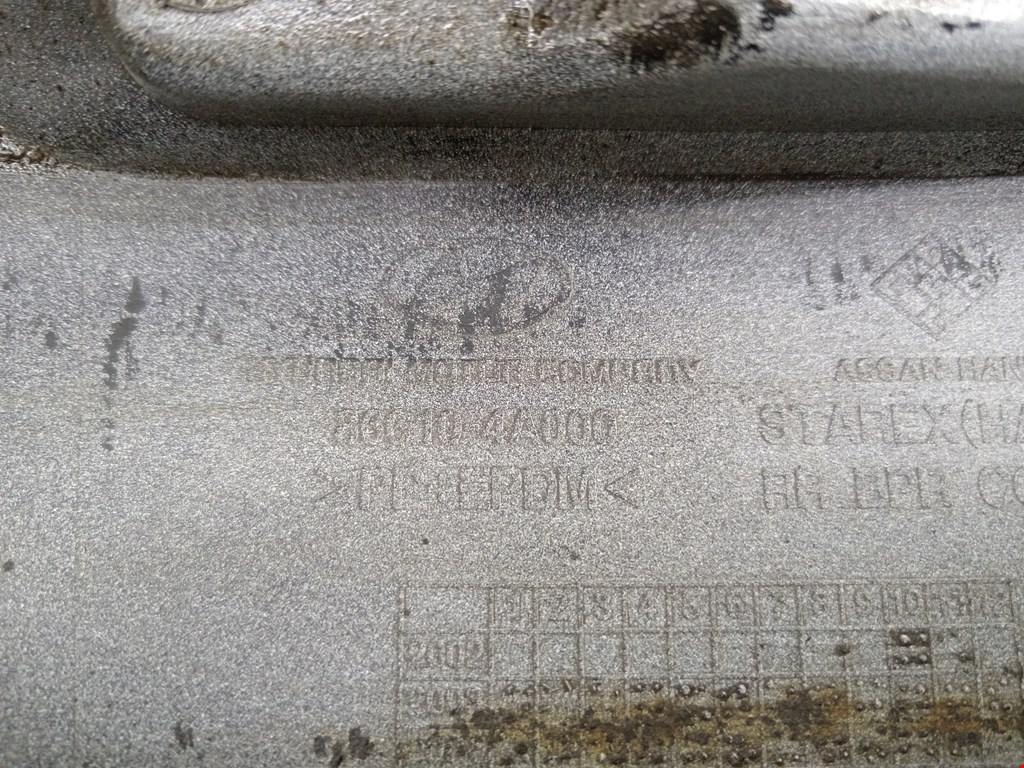 HYUNDAI MOTOR COMPANY
86610-4A000
>PP+EPDM<
ASSAN HAN
STAREX(HA
RR BPR CO
1 2 3 4 5 6 7 8 9 10 11 12
2002
2003